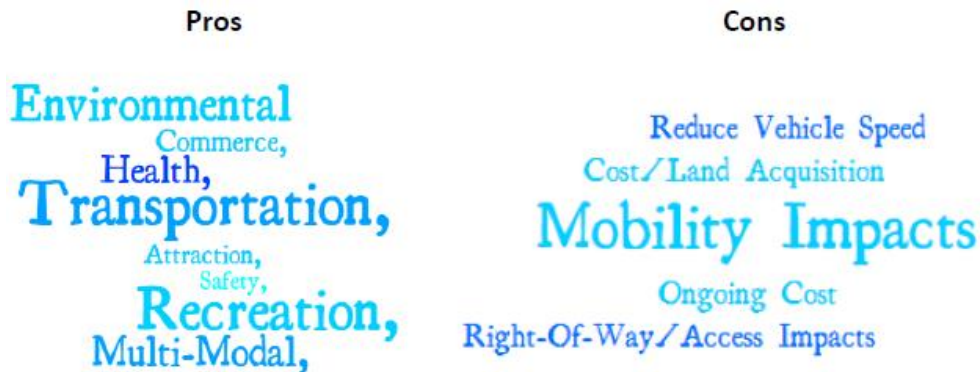 Pros
Environmental
Commerce,
Health,
Transportation,
Attraction,
Safety,
Recreation,
Multi-Modal,
Cons
Reduce Vehicle Speed
Cost/Land Acquisition
Mobility Impacts
Ongoing Cost
Right-Of-Way/Access Impacts